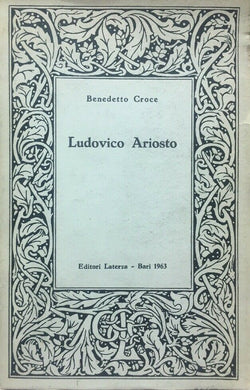 Benedetto Croce
Ludovico Ariosto
Editori Laterza - Bari 1963